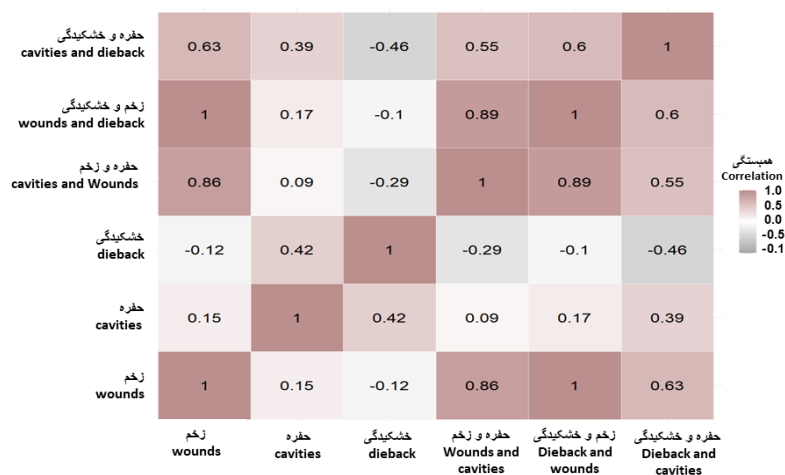 حفره و خشکیدگی
cavities and dieback
0.63 0.39 -0.46 0.55 0.6 1
زخم و خشکیدگی
wounds and dieback
1 0.17 -0.1 0.89 1 0.6
حفره و زخم
cavities and Wounds
0.86 0.09 -0.29 1 0.89 0.55
خشکیدگی
dieback
-0.12 0.42 1 -0.29 -0.1 -0.46
حفره
cavities
0.15 1 0.42 0.09 0.17 0.39
زخم
wounds
1 0.15 -0.12 0.86 1 0.63
زخم
wounds
حفره
cavities
خشکیدگی
dieback
حفره و زخم
Wounds and
cavities
زخم و خشکیدگی
Dieback and
wounds
حفره و خشکیدگی
Dieback and
cavities
همبستگی
Correlation
1.0
0.5
0.0
-0.5
-0.1